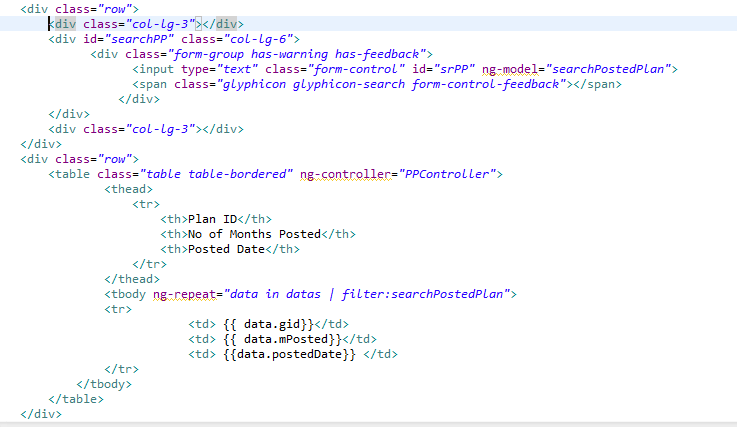 <div class="row">
<div class="col-lg-3"></div>
<div id="searchPP" class="col-lg-6">
<div class="form-group has-warning has-feedback">
<input type="text" class="form-control" id="srPP" ng-model="searchPostedPlan">
<span class="glyphicon glyphicon-search form-control-feedback"></span>
</div>
</div>
<div class="col-lg-3"></div>
</div>
<div class="row">
<table class="table table-bordered" ng-controller="PPController">
<thead>
<tr>
<th>Plan ID</th>
<th>No of Months Posted</th>
<th>Posted Date</th>
</tr>
</thead>
<tbody ng-repeat="data in datas | filter:searchPostedPlan">
<tr>
<td> {{ data.gid}}</td>
<td> {{ data.mPosted}}</td>
<td> {{data.postedDate}} </td>
</tr>
</tbody>
</table>
</div>